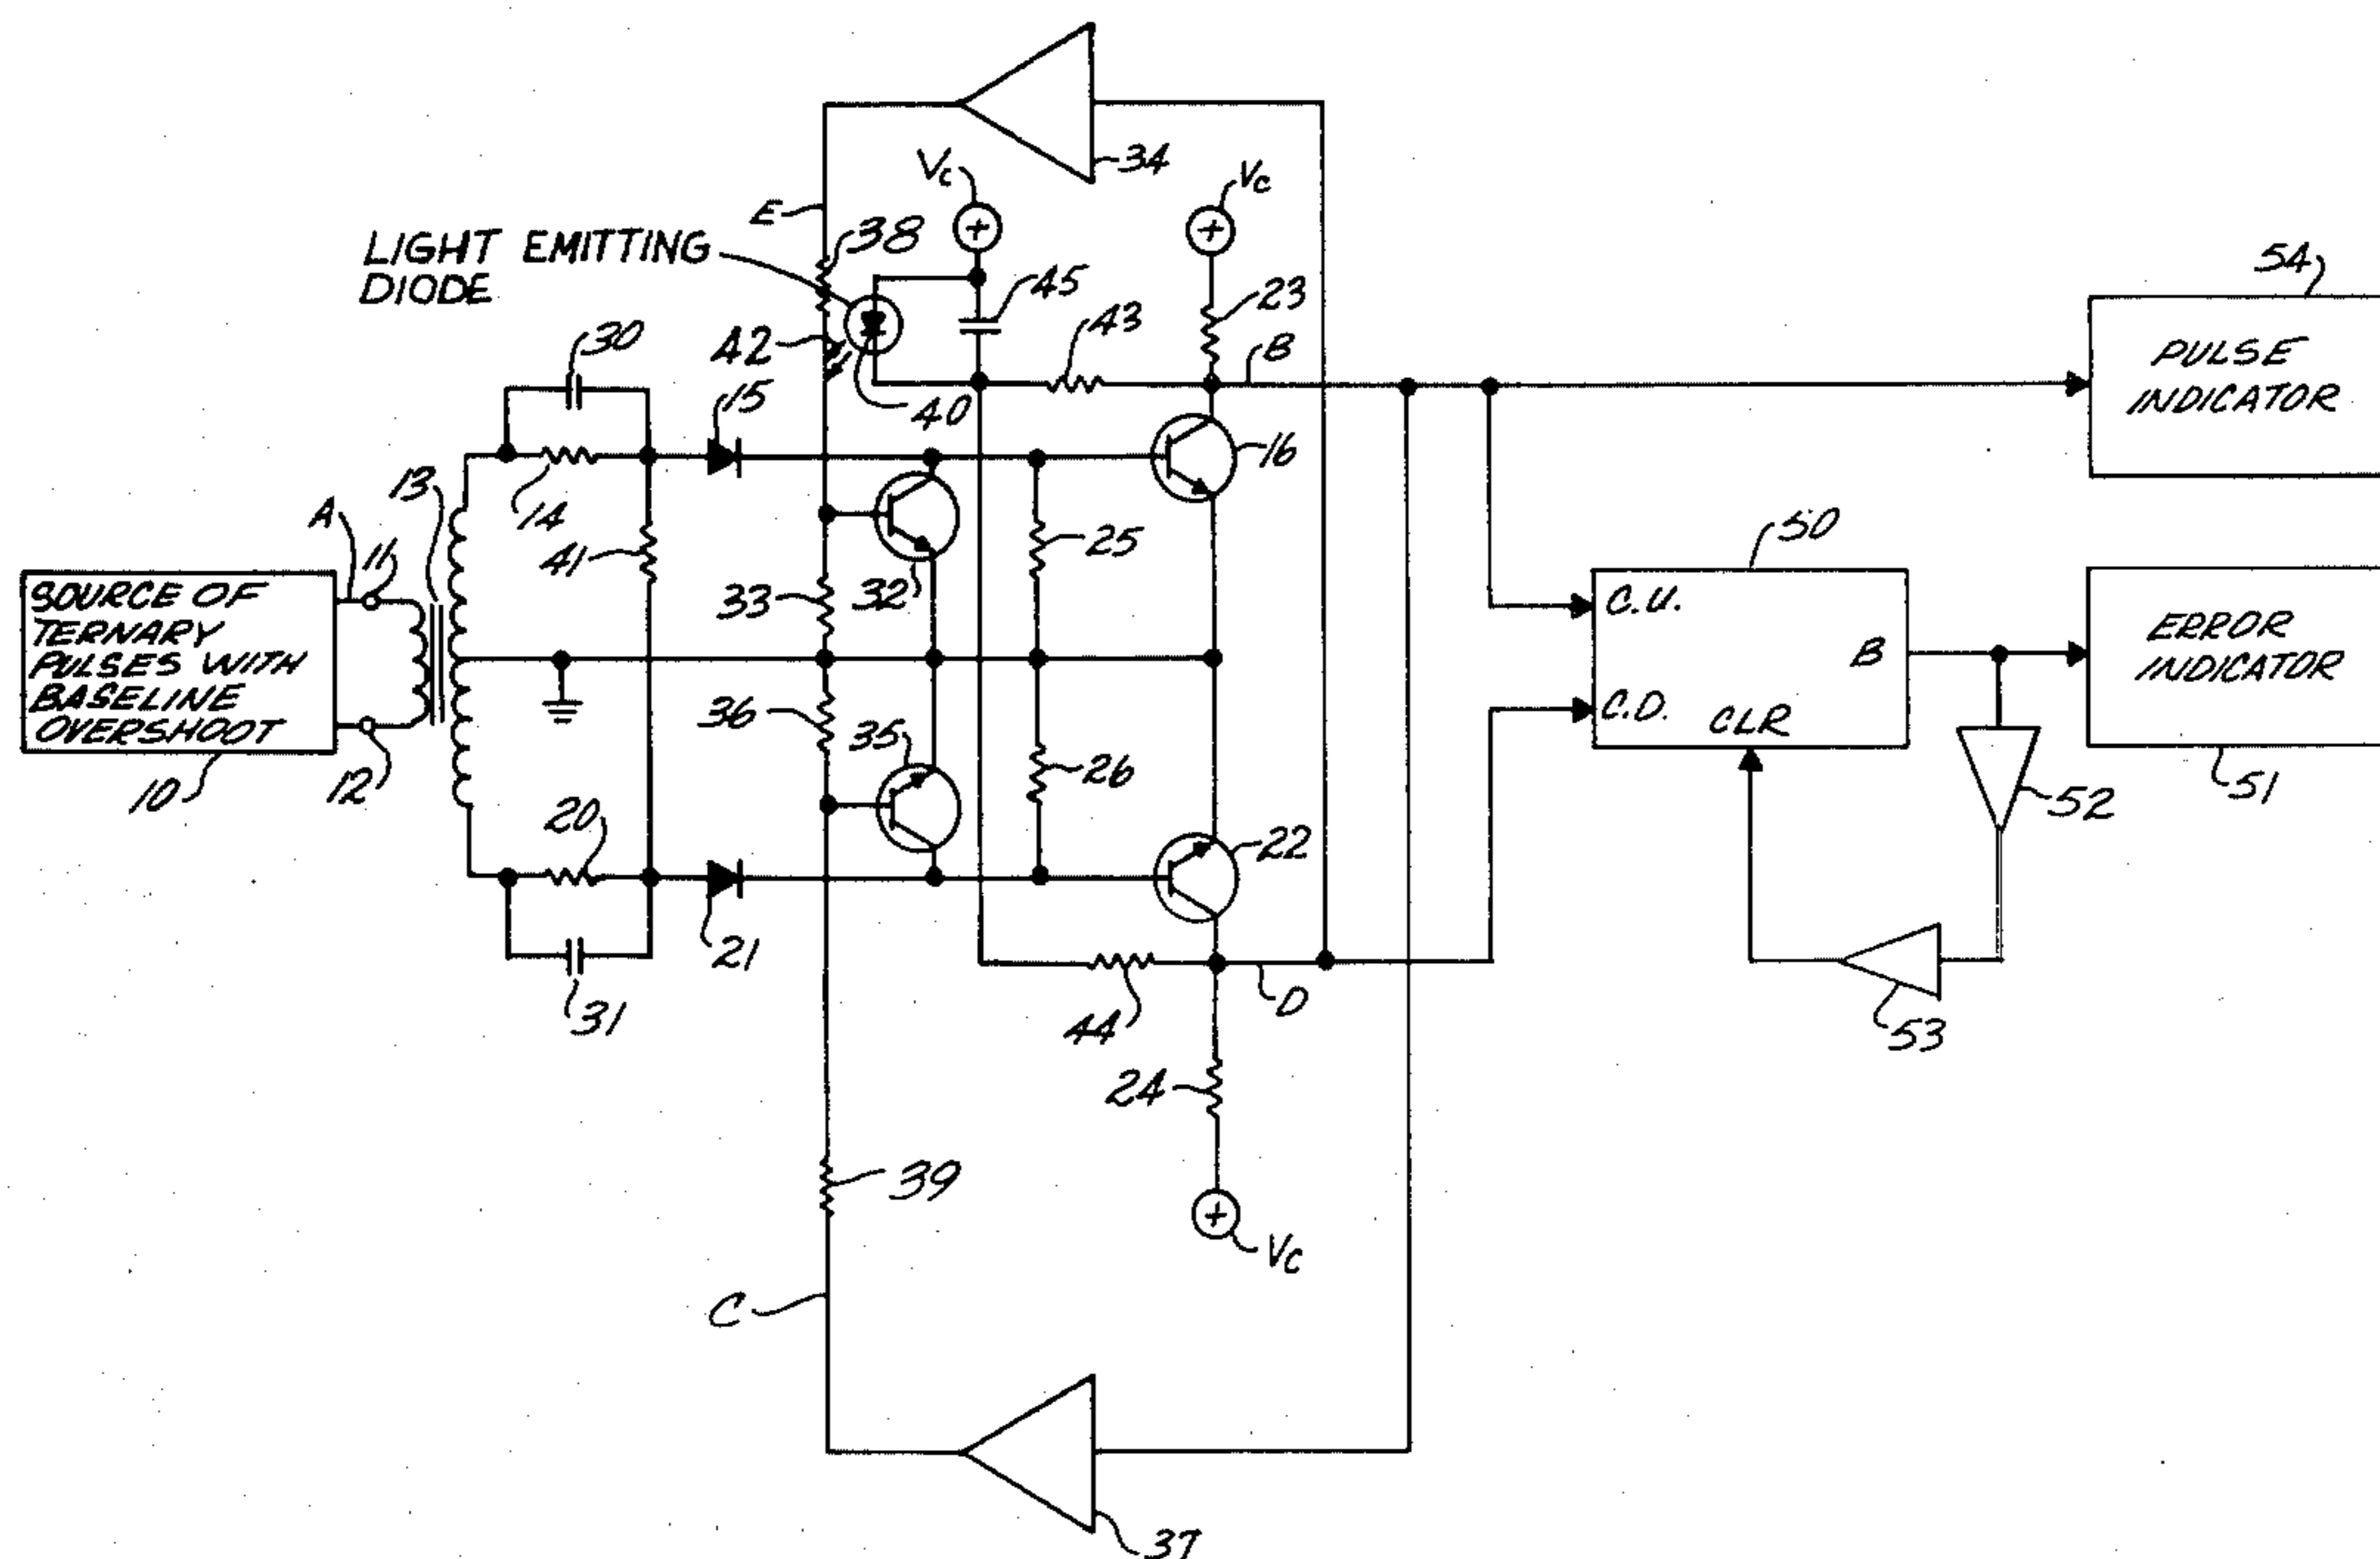 34
Vc
Vc
E
38
LIGHT EMITTING
DIODE
45
23
54
42
43
B
PULSE
INDICATOR
30
15
40
16
13
14
A
11
41
25
50
SOURCE OF
TERNARY
PULSES WITH
BASELINE
OVERSHOOT
33
32
C.U.
B
ERROR
INDICATOR
36
35
C.D.
CLR
10
12
26
20
22
52
51
21
31
44
D
53
24
39
Vc
C
37